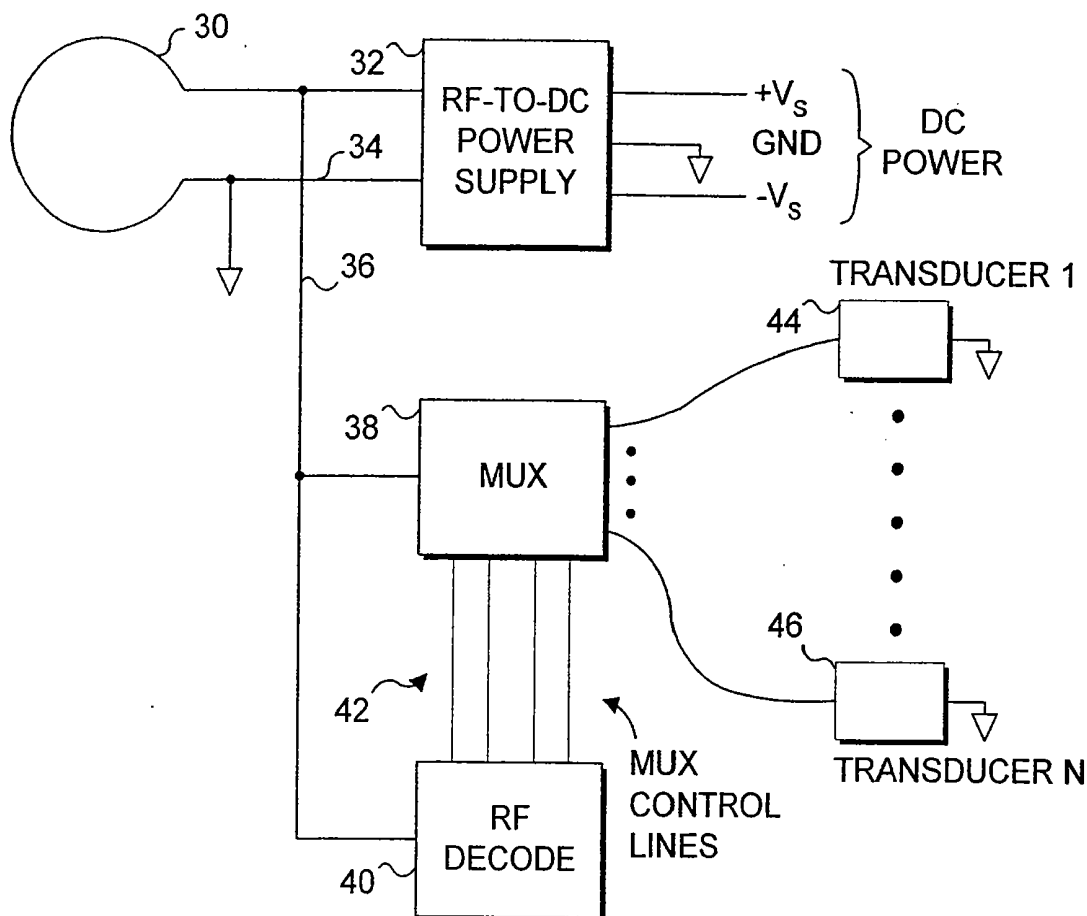 30
32
RF-TO-DC
POWER
SUPPLY
+Vs
GND
-Vs
DC
POWER
34
36
TRANSDUCER 1
44
38
MUX
46
42
TRANSDUCER N
MUX
CONTROL
LINES
RF
DECODE
40